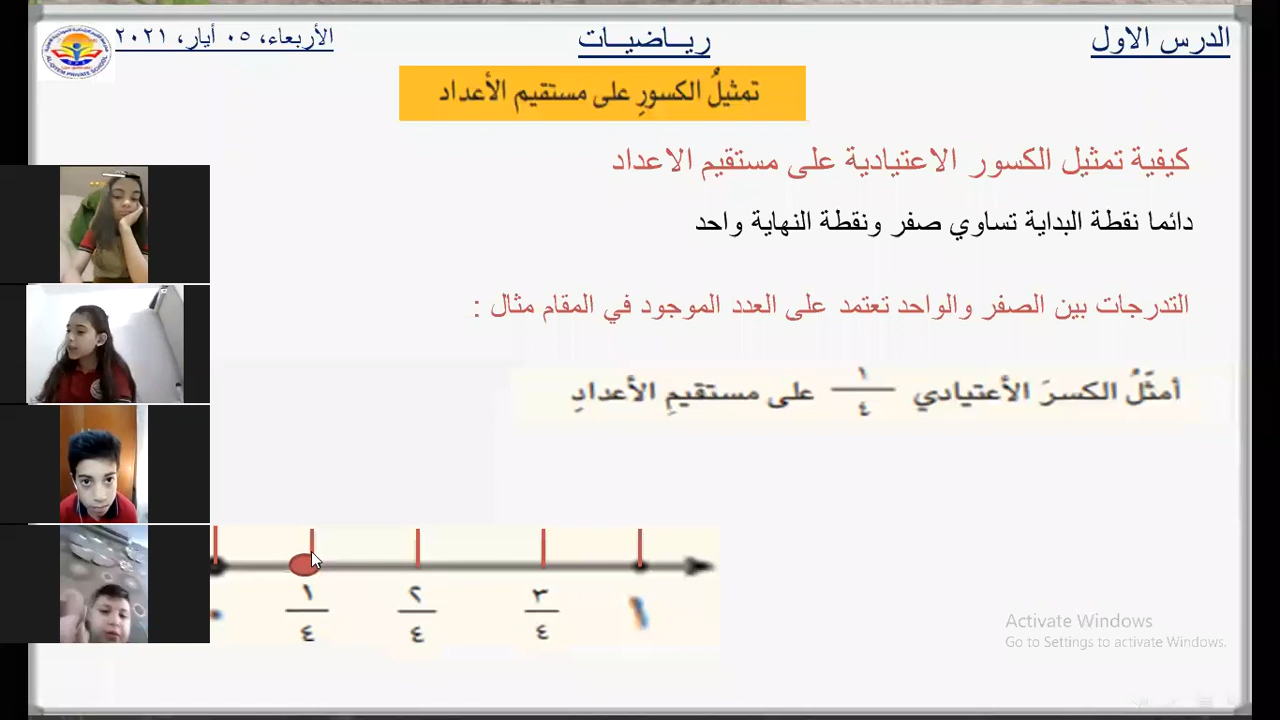 الدرس الاول
ريـاضيـات
الأربعاء، ٠٥ أيار، ٢٠٢١
تمثيلُ الكسورِ على مستقيم الأعداد
كيفية تمثيل الكسور الاعتيادية على مستقيم الاعداد
دائما نقطة البداية تساوي صفر ونقطة النهاية واحد
التدرجات بين الصفر والواحد تعتمد على العدد الموجود في المقام مثال :
أمثّلُ الكسرَ الأعتيادي ١/٤ على مستقيمِ الأعدادِ
٠ ١/٤ ٢/٤ ٣/٤ ١
Activate Windows
Go to Settings to activate Windows.